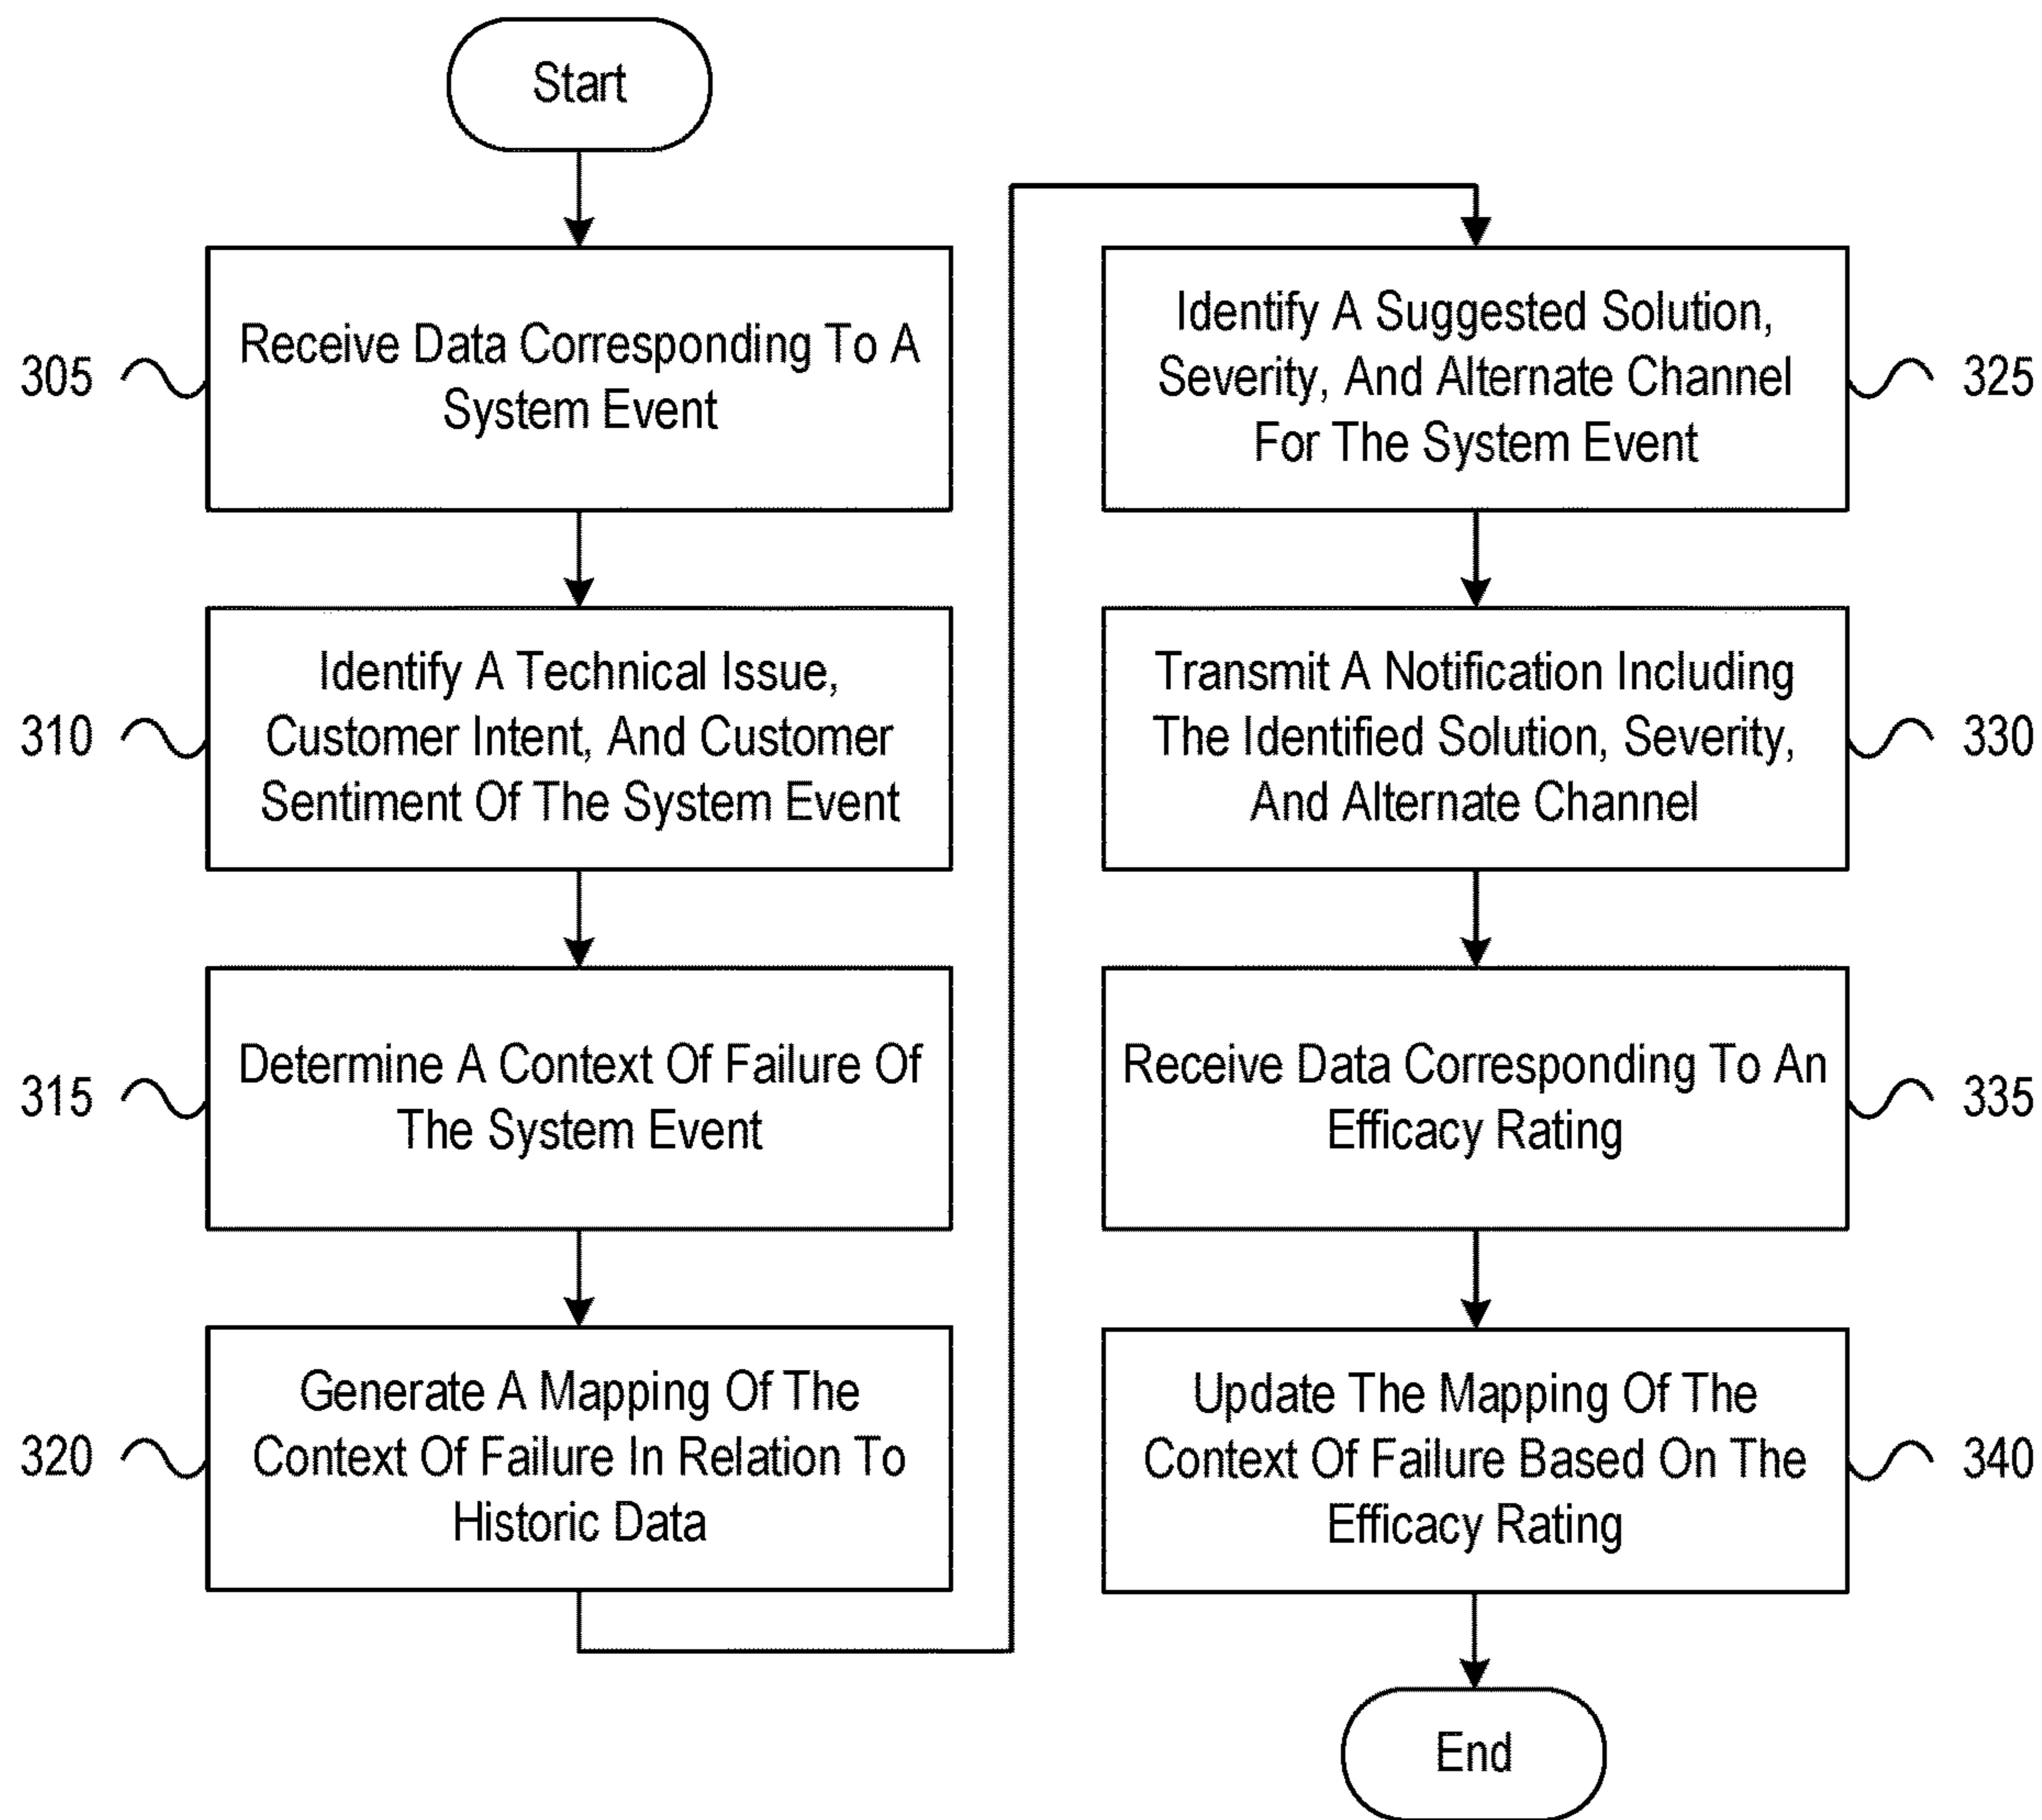 Start
305
Receive Data Corresponding To A
System Event
310
Identify A Technical Issue,
Customer Intent, And Customer
Sentiment Of The System Event
315
Determine A Context Of Failure Of
The System Event
320
Generate A Mapping Of The
Context Of Failure In Relation To
Historic Data
Identify A Suggested Solution,
Severity, And Alternate Channel
For The System Event
325
Transmit A Notification Including
The Identified Solution, Severity,
And Alternate Channel
330
Receive Data Corresponding To An
Efficacy Rating
335
Update The Mapping Of The
Context Of Failure Based On The
Efficacy Rating
340
End